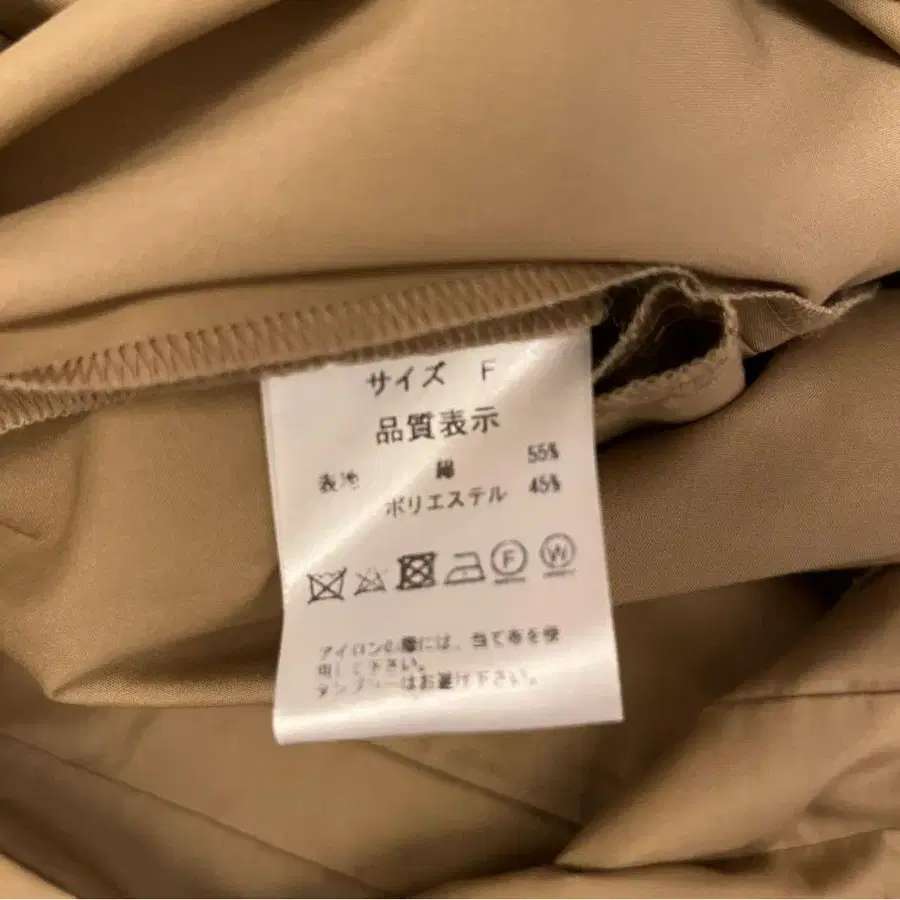 サイズ F
品質表示
表地 綿 55%
ポリエステル 45%
F W
アイロンの際には、当て布を使
用して下さい。
タンブラーはお避け下さい。